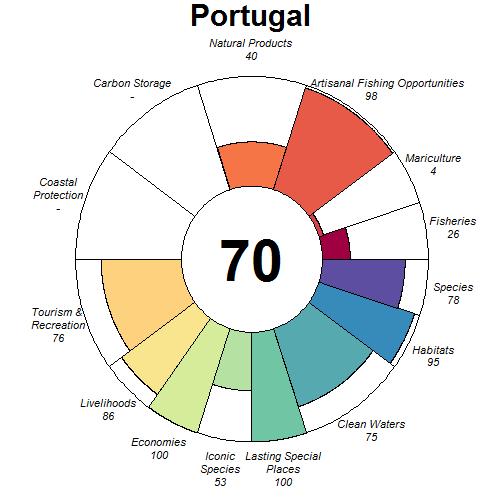 Portugal
Natural Products
40
Carbon Storage
-
Artisanal Fishing Opportunities
98
Mariculture
4
Coastal
Protection
-
Fisheries
26
70
Species
78
Tourism &
Recreation
76
Habitats
95
Livelihoods
86
Clean Waters
75
Economies
100
Iconic
Species
53
Lasting Special
Places
100